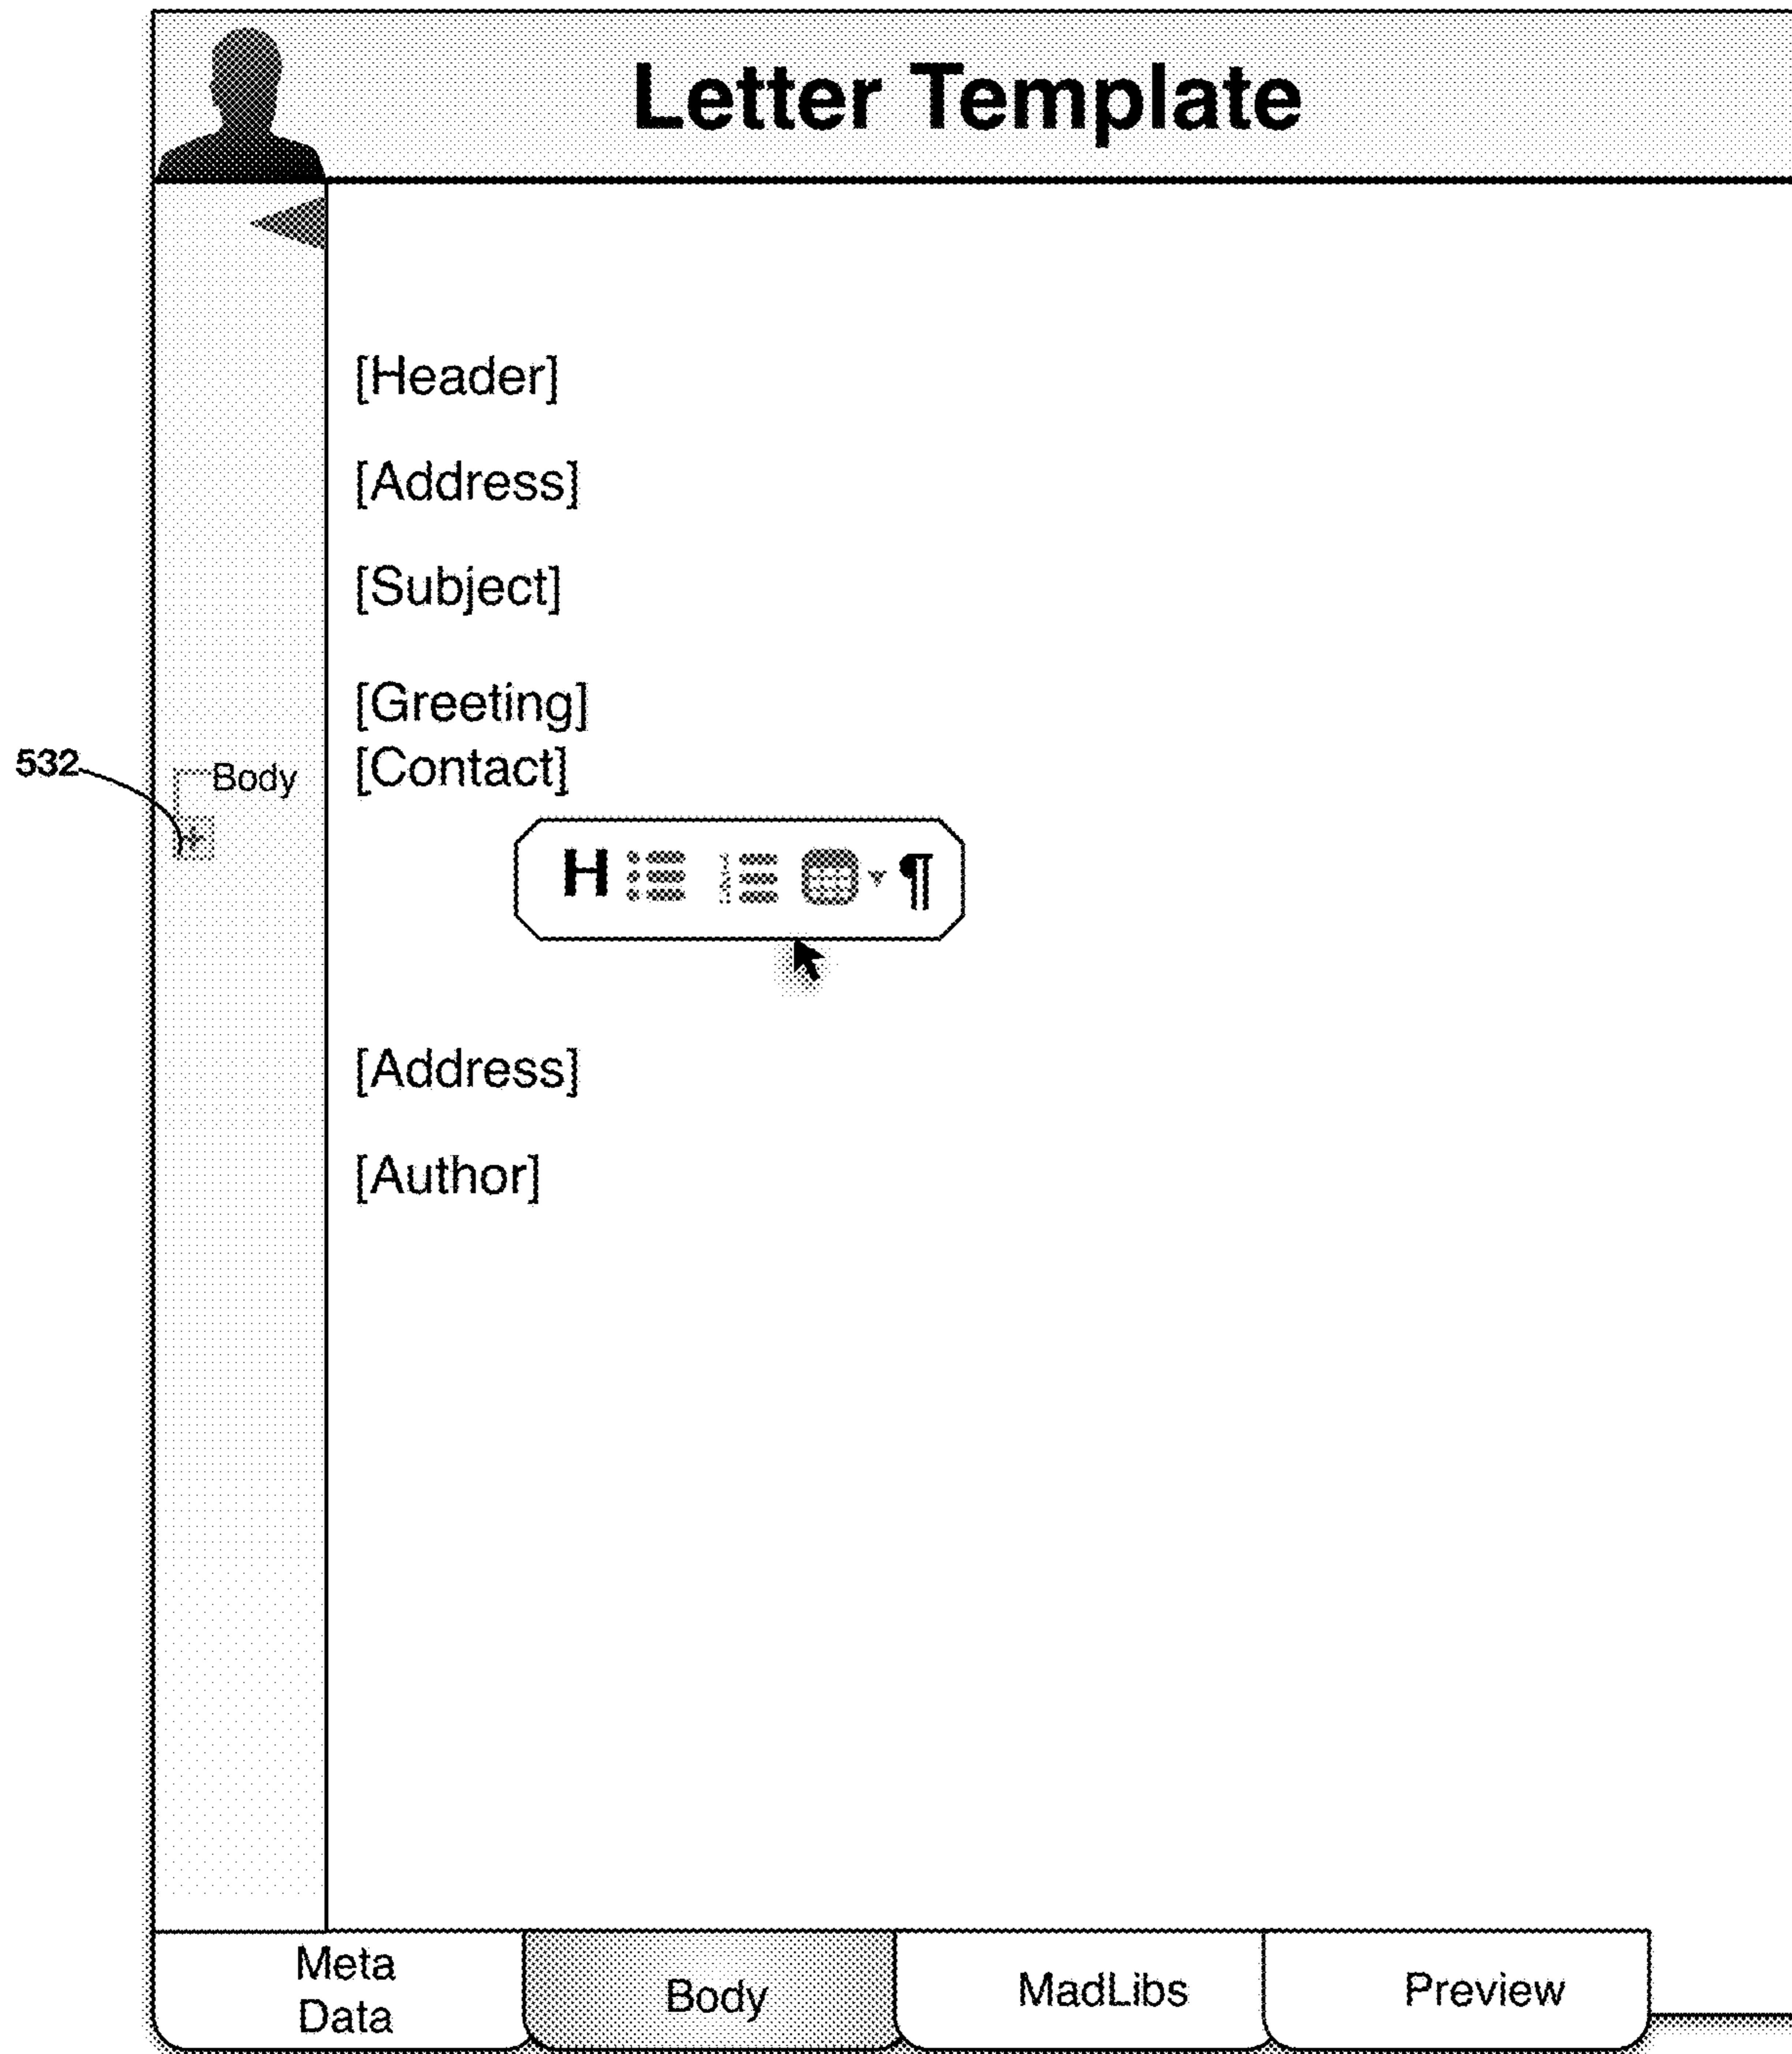 Letter Template
[Header]
[Address]
[Subject]
[Greeting]
532
Body
[Contact]
H ¶
[Address]
[Author]
Meta
Data
Body
MadLibs
Preview